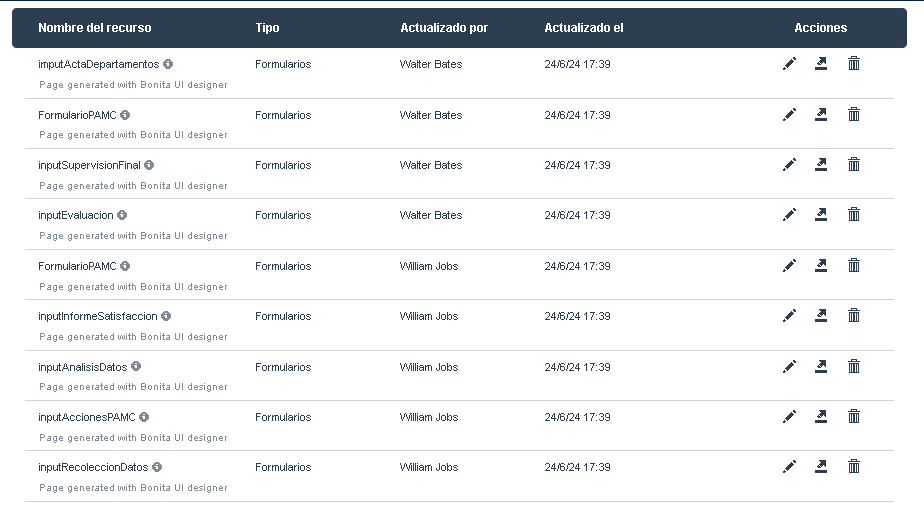 Nombre del recurso Tipo Actualizado por Actualizado el Acciones
imputActaDepartamentos Formularios Walter Bates 24/6/24 17:39
Page generated with Bonita UI designer
FormularioPAMC Formularios Walter Bates 24/6/24 17:39
Page generated with Bonita UI designer
inputSupervisionFinal Formularios Walter Bates 24/6/24 17:39
Page generated with Bonita UI designer
inputEvaluacion Formularios Walter Bates 24/6/24 17:39
Page generated with Bonita UI designer
FormularioPAMC Formularios William Jobs 24/6/24 17:39
Page generated with Bonita UI designer
inputInformeSatisfaccion Formularios William Jobs 24/6/24 17:39
Page generated with Bonita UI designer
inputAnalisisDatos Formularios William Jobs 24/6/24 17:39
Page generated with Bonita UI designer
inputAccionesPAMC Formularios William Jobs 24/6/24 17:39
Page generated with Bonita UI designer
inputRecoleccionDatos Formularios William Jobs 24/6/24 17:39
Page generated with Bonita UI designer